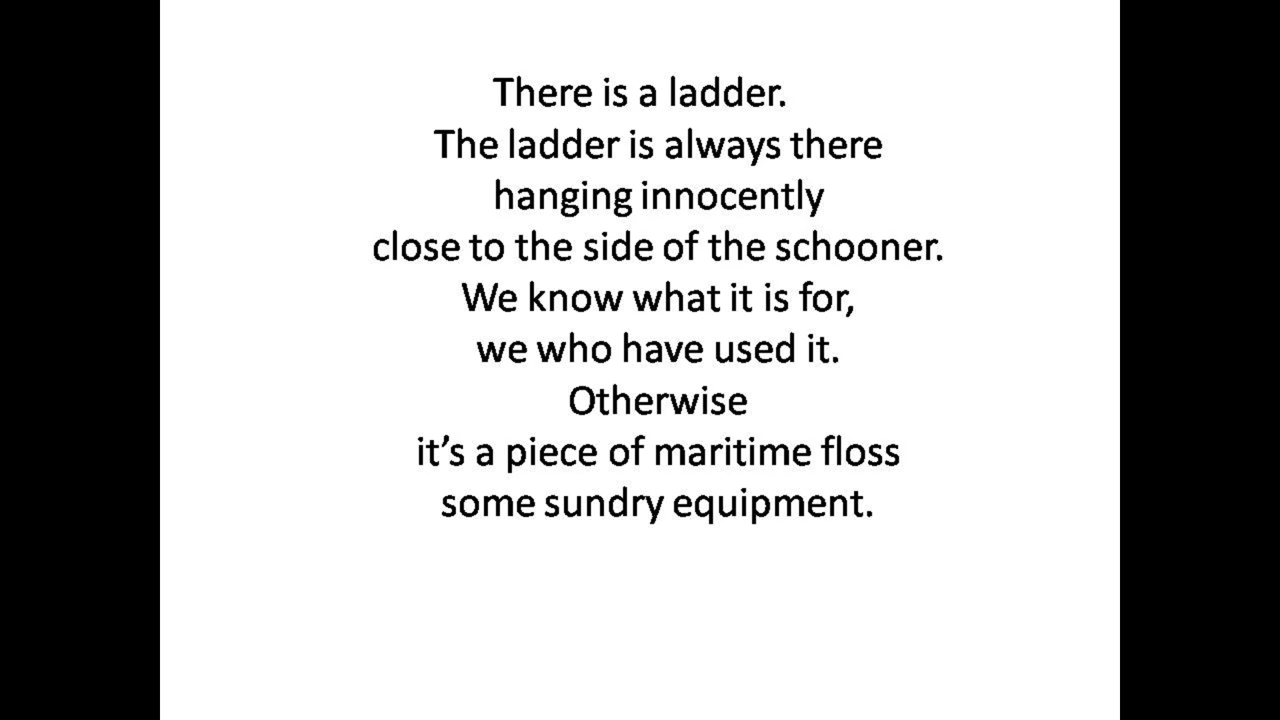 There is a ladder.
The ladder is always there
hanging innocently
close to the side of the schooner.
We know what it is for,
we who have used it.
Otherwise
it’s a piece of maritime floss
some sundry equipment.